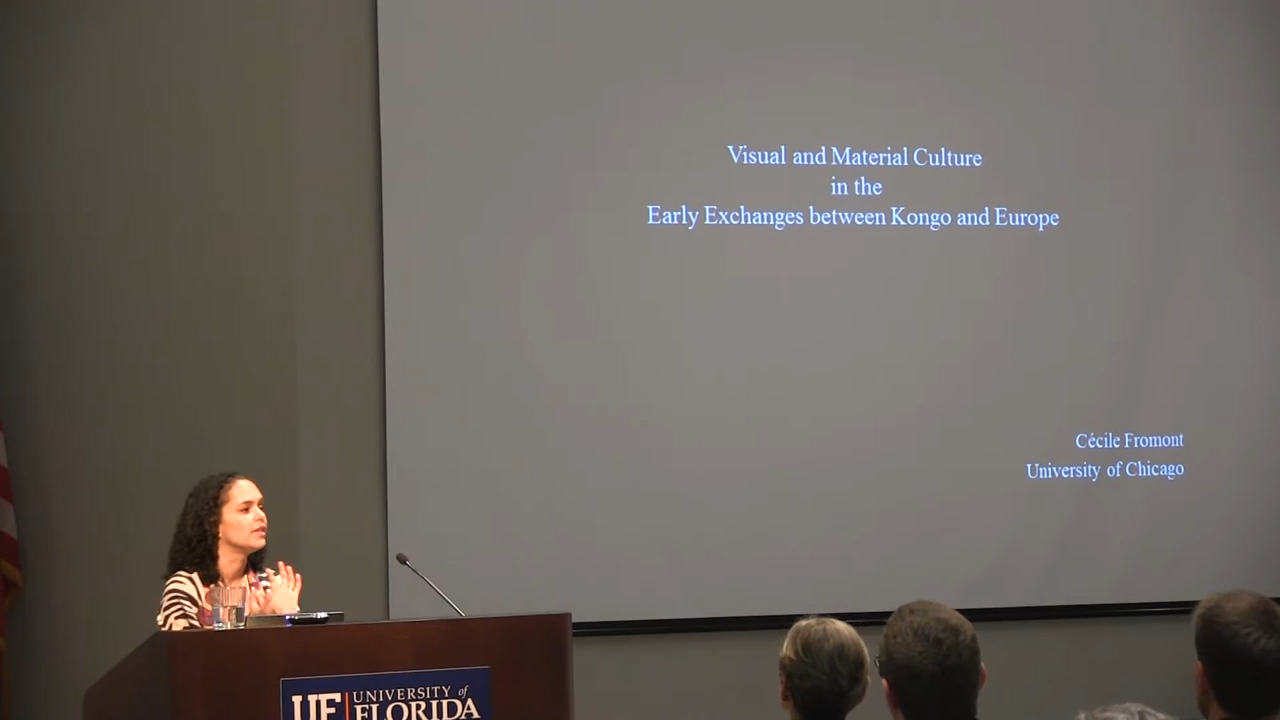 Visual and Material Culture
in the
Early Exchanges between Kongo and Europe
Cécile Fromont
University of Chicago
UF UNIVERSITY of
FLORIDA